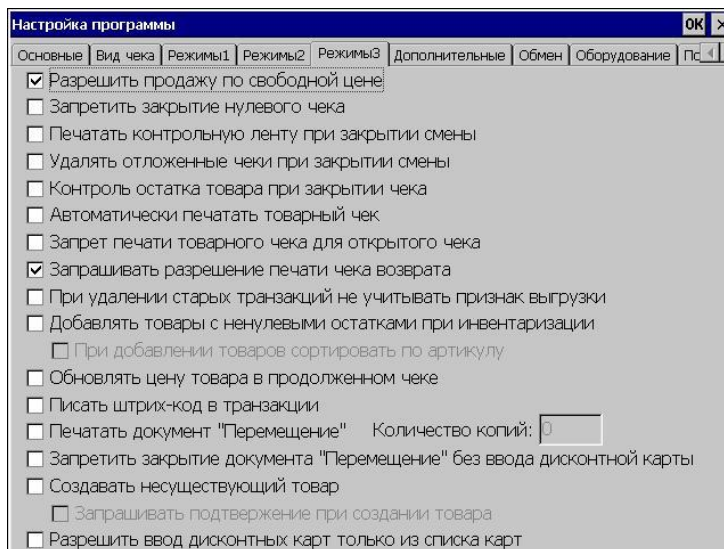 Настройка программы OK ×
Основные Вид чека Режимы1 Режимы2 Режимы3 Дополнительные Обмен Оборудование По
Разрешить продажу по свободной цене
Запретить закрытие нулевого чека
Печатать контрольную ленту при закрытии смены
Удалять отложенные чеки при закрытии смены
Контроль остатка товара при закрытии чека
Автоматически печатать товарный чек
Запрет печати товарного чека для открытого чека
Запрашивать разрешение печати чека возврата
При удалении старых транзакций не учитывать признак выгрузки
Добавлять товары с ненулевыми остатками при инвентаризации
При добавлении товаров сортировать по артикулу
Обновлять цену товара в продолженном чеке
Писать штрих-код в транзакции
Печатать документ "Перемещение" Количество копий: 0
Запретить закрытие документа "Перемещение" без ввода дисконтной карты
Создавать несуществующий товар
Запрашивать подтвержение при создании товара
Разрешить ввод дисконтных карт только из списка карт